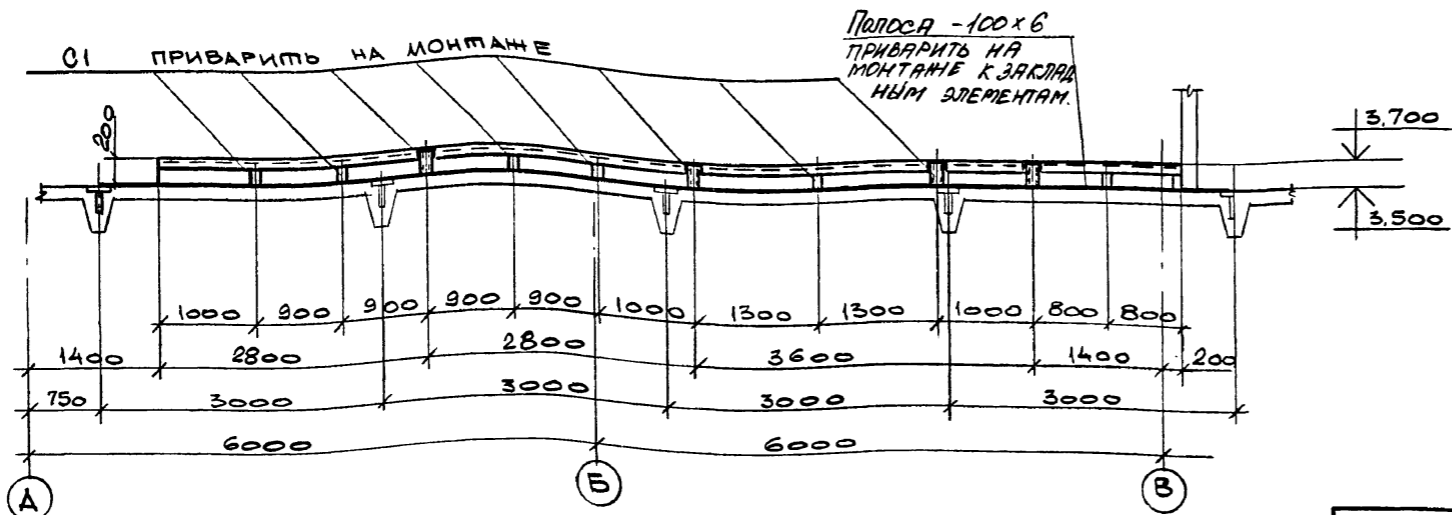 С1 ПРИВАРИТЬ НА МОНТАЖЕ
Полоса -100×6
ПРИВАРИТЬ НА
МОНТАЖЕ К ЗАКЛАД
НЫМ ЭЛЕМЕНТАМ.
200
3.700
3.500
1000 900 900 900 900 1000 1300 1300 1000 800 800
1400 2800 2800 3600 1400 200
750 3000 3000 3000 3000
6000 6000
А Б В